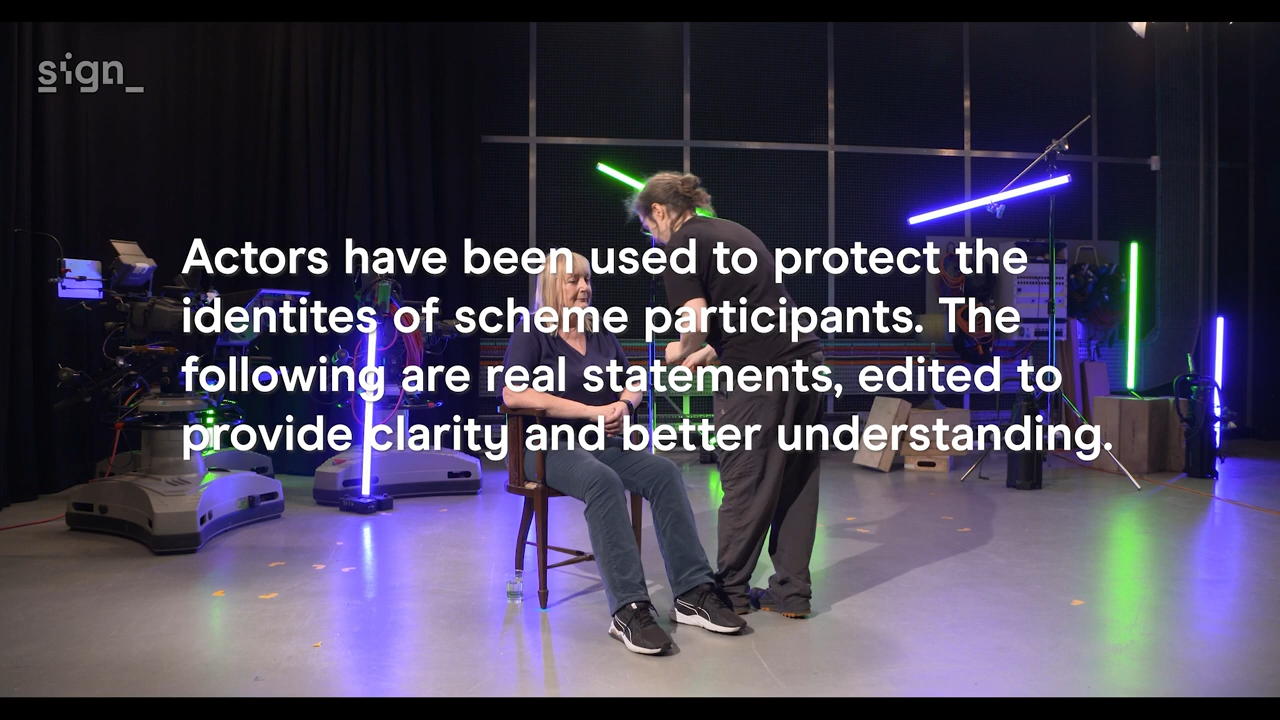 sign_
Actors have been used to protect the
identites of scheme participants. The
following are real statements, edited to
provide clarity and better understanding.